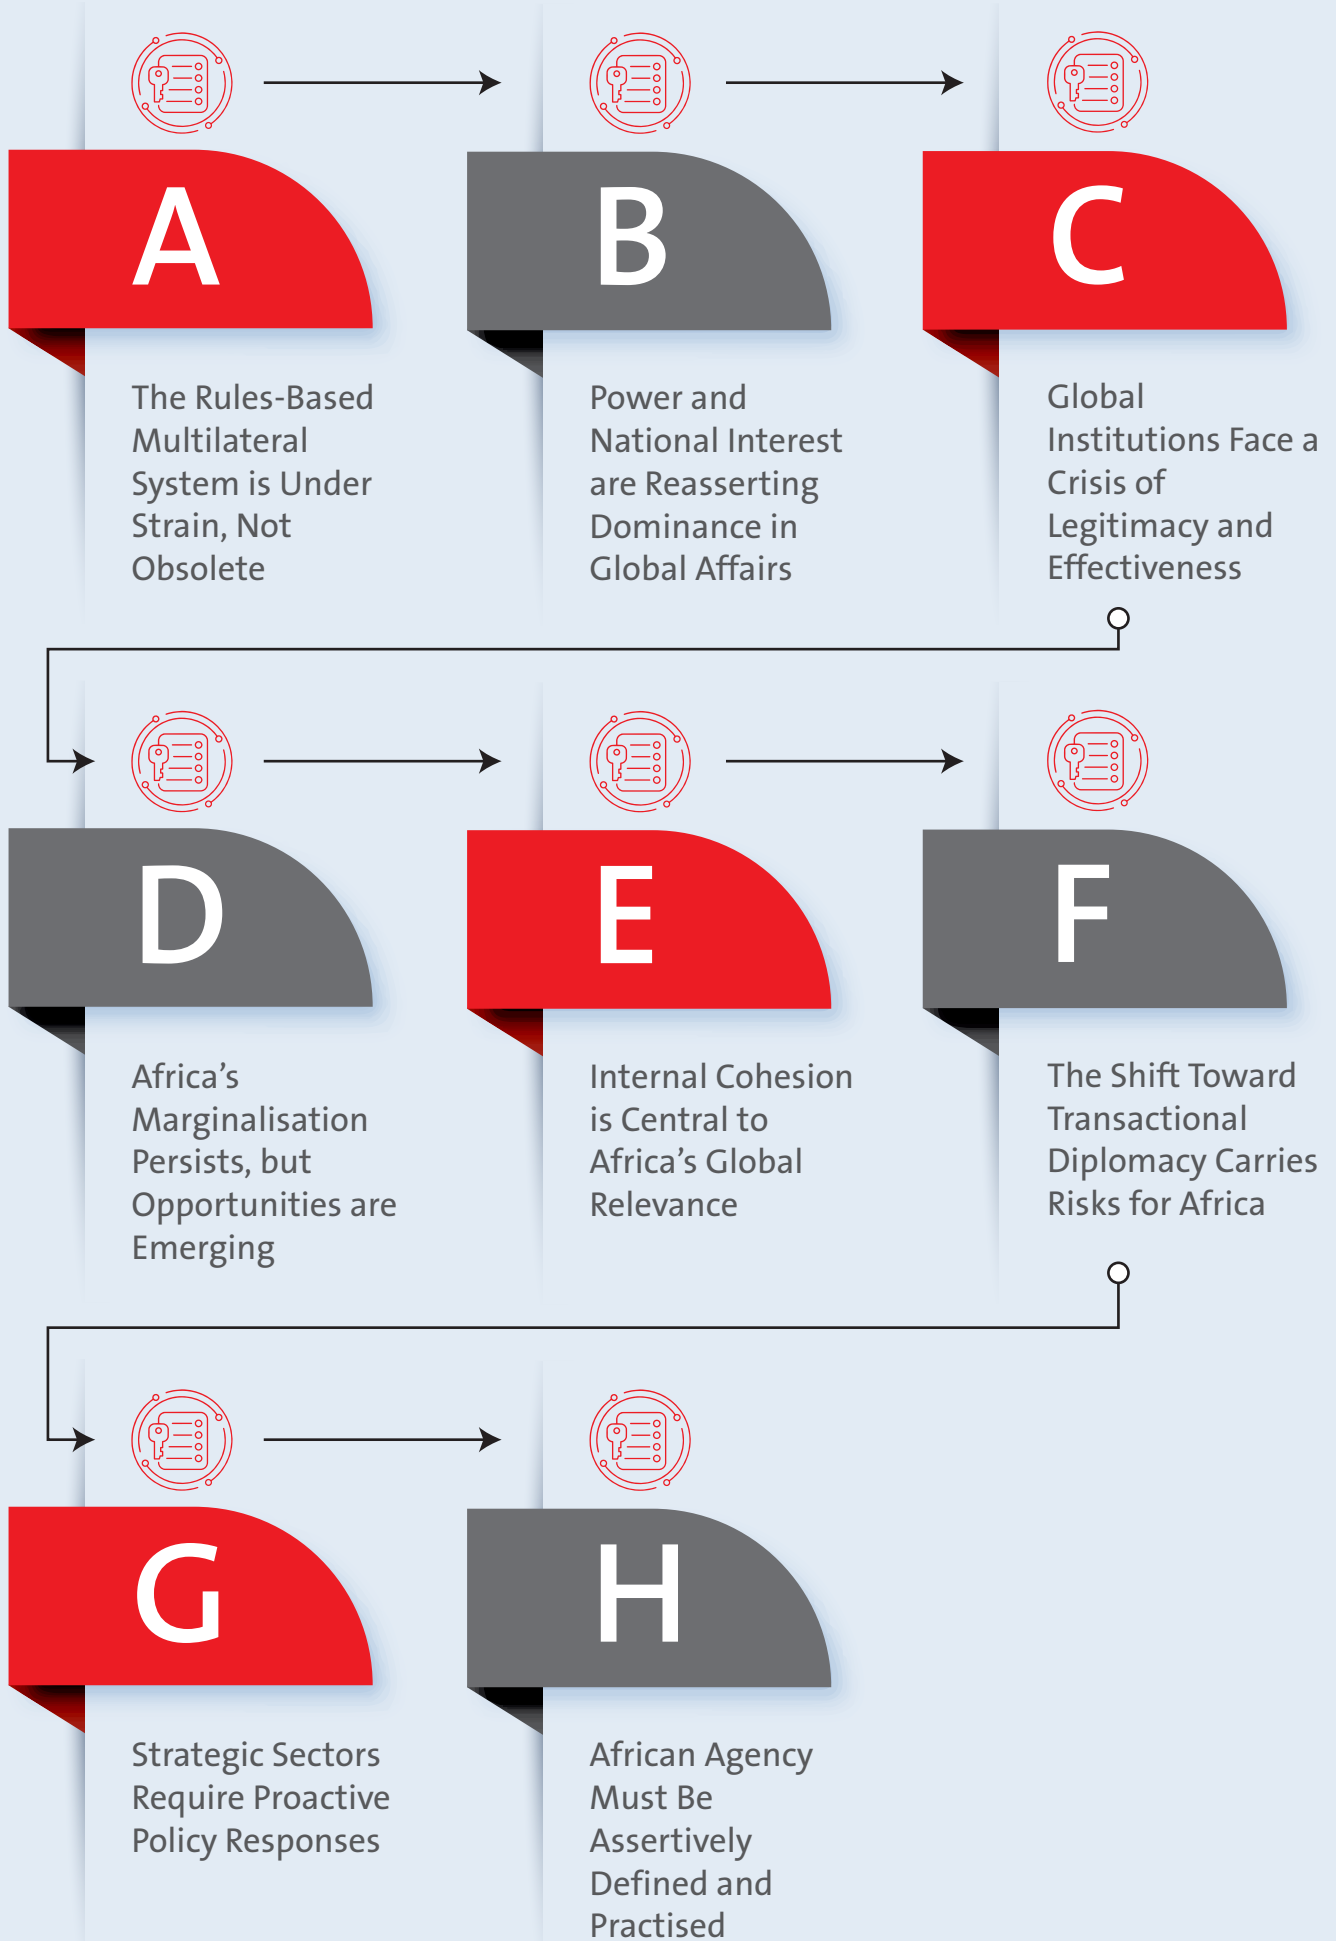 A
The Rules-Based
Multilateral
System is Under
Strain, Not
Obsolete
B
Power and
National Interest
are Reasserting
Dominance in
Global Affairs
C
Global
Institutions Face a
Crisis of
Legitimacy and
Effectiveness
D
Africa’s
Marginalisation
Persists, but
Opportunities are
Emerging
E
Internal Cohesion
is Central to
Africa’s Global
Relevance
F
The Shift Toward
Transactional
Diplomacy Carries
Risks for Africa
G
Strategic Sectors
Require Proactive
Policy Responses
H
African Agency
Must Be
Assertively
Defined and
Practised